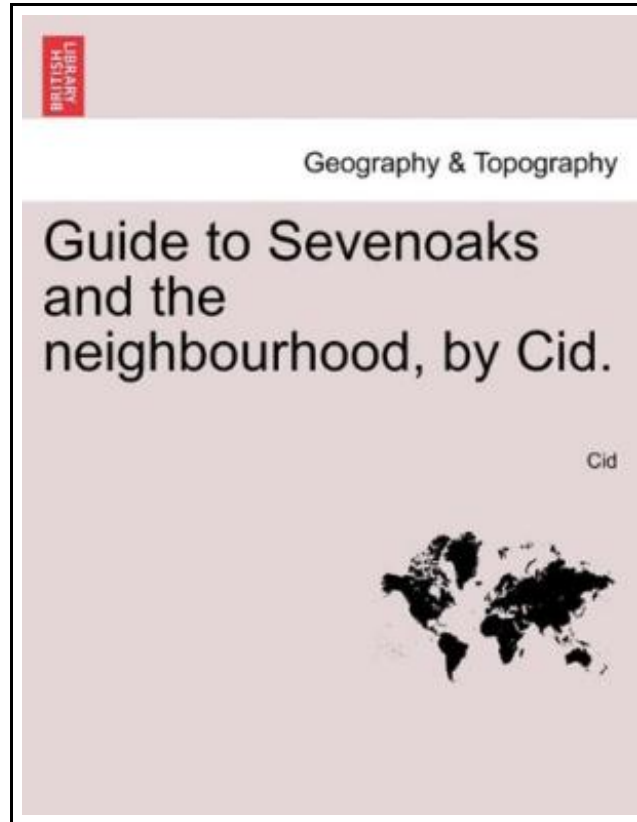 BRITISH
LIBRARY
Geography & Topography
Guide to Sevenoaks
and the
neighbourhood, by Cid.
Cid